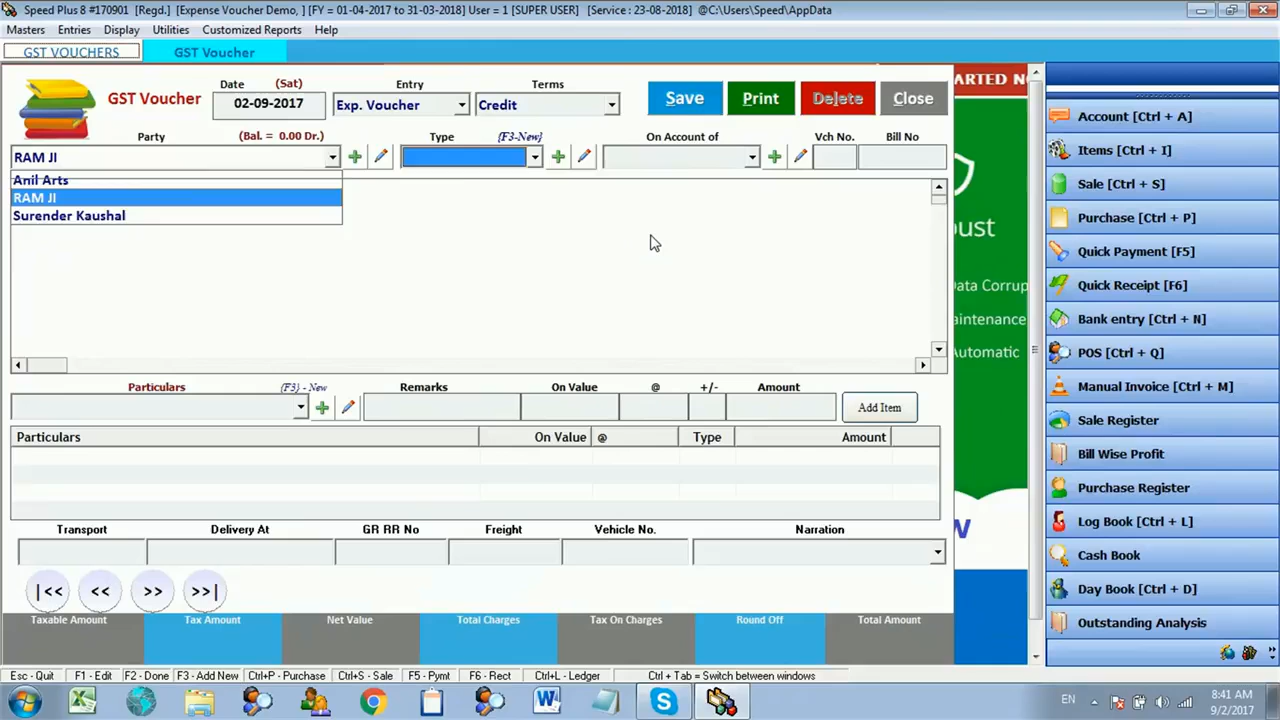 Speed Plus 8 #170901 [Regd.] [Expense Voucher Demo, ] [FY = 01-04-2017 to 31-03-2018] User = 1 [SUPER USER] [Service : 23-08-2018] @C:\Users\Speed\AppData
Masters Entries Display Utilities Customized Reports Help
GST VOUCHERS GST Voucher
GST Voucher
Date (Sat) Entry Terms
02-09-2017 Exp. Voucher Credit Save Print Delete Close
Party (Bal. = 0.00 Dr.) Type [F3-New] On Account of Vch No. Bill No
RAM JI
Anil Arts
RAM JI
Surender Kaushal
Particulars (F3) - New Remarks On Value @ +/- Amount
Add Item
Particulars On Value @ Type Amount
Transport Delivery At GR RR No Freight Vehicle No. Narration
|<< << >> >>|
Taxable Amount Tax Amount Net Value Total Charges Tax On Charges Round Off Total Amount
ARTED NO
oust
Data Corrup
aintenance
Automatic
W
Account [Ctrl + A]
Items [Ctrl + I]
Sale [Ctrl + S]
Purchase [Ctrl + P]
Quick Payment [F5]
Quick Receipt [F6]
Bank entry [Ctrl + N]
POS [Ctrl + Q]
Manual Invoice [Ctrl + M]
Sale Register
Bill Wise Profit
Purchase Register
Log Book [Ctrl + L]
Cash Book
Day Book [Ctrl + D]
Outstanding Analysis
Esc - Quit F1 - Edit F2 - Done F3 - Add New Ctrl+P - Purchase Ctrl+S - Sale F5 - Pymt F6 - Rect Ctrl+L - Ledger Ctrl + Tab = Switch between windows
EN 8:41 AM
9/2/2017